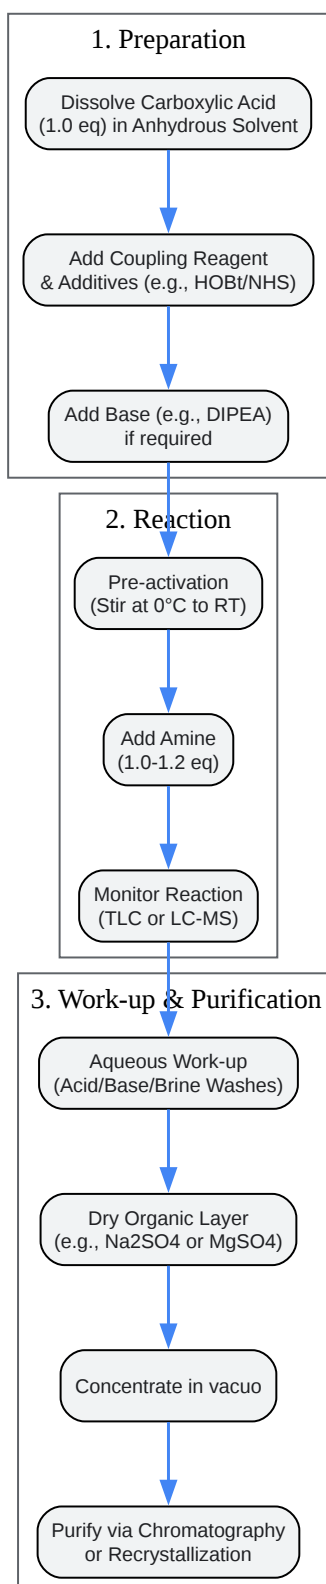 1. Preparation
Dissolve Carboxylic Acid
(1.0 eq) in Anhydrous Solvent
Add Coupling Reagent
& Additives (e.g., HOBt/NHS)
Add Base (e.g., DIPEA)
if required
2. Reaction
Pre-activation
(Stir at 0°C to RT)
Add Amine
(1.0-1.2 eq)
Monitor Reaction
(TLC or LC-MS)
3. Work-up & Purification
Aqueous Work-up
(Acid/Base/Brine Washes)
Dry Organic Layer
(e.g., Na2SO4 or MgSO4)
Concentrate in vacuo
Purify via Chromatography
or Recrystallization